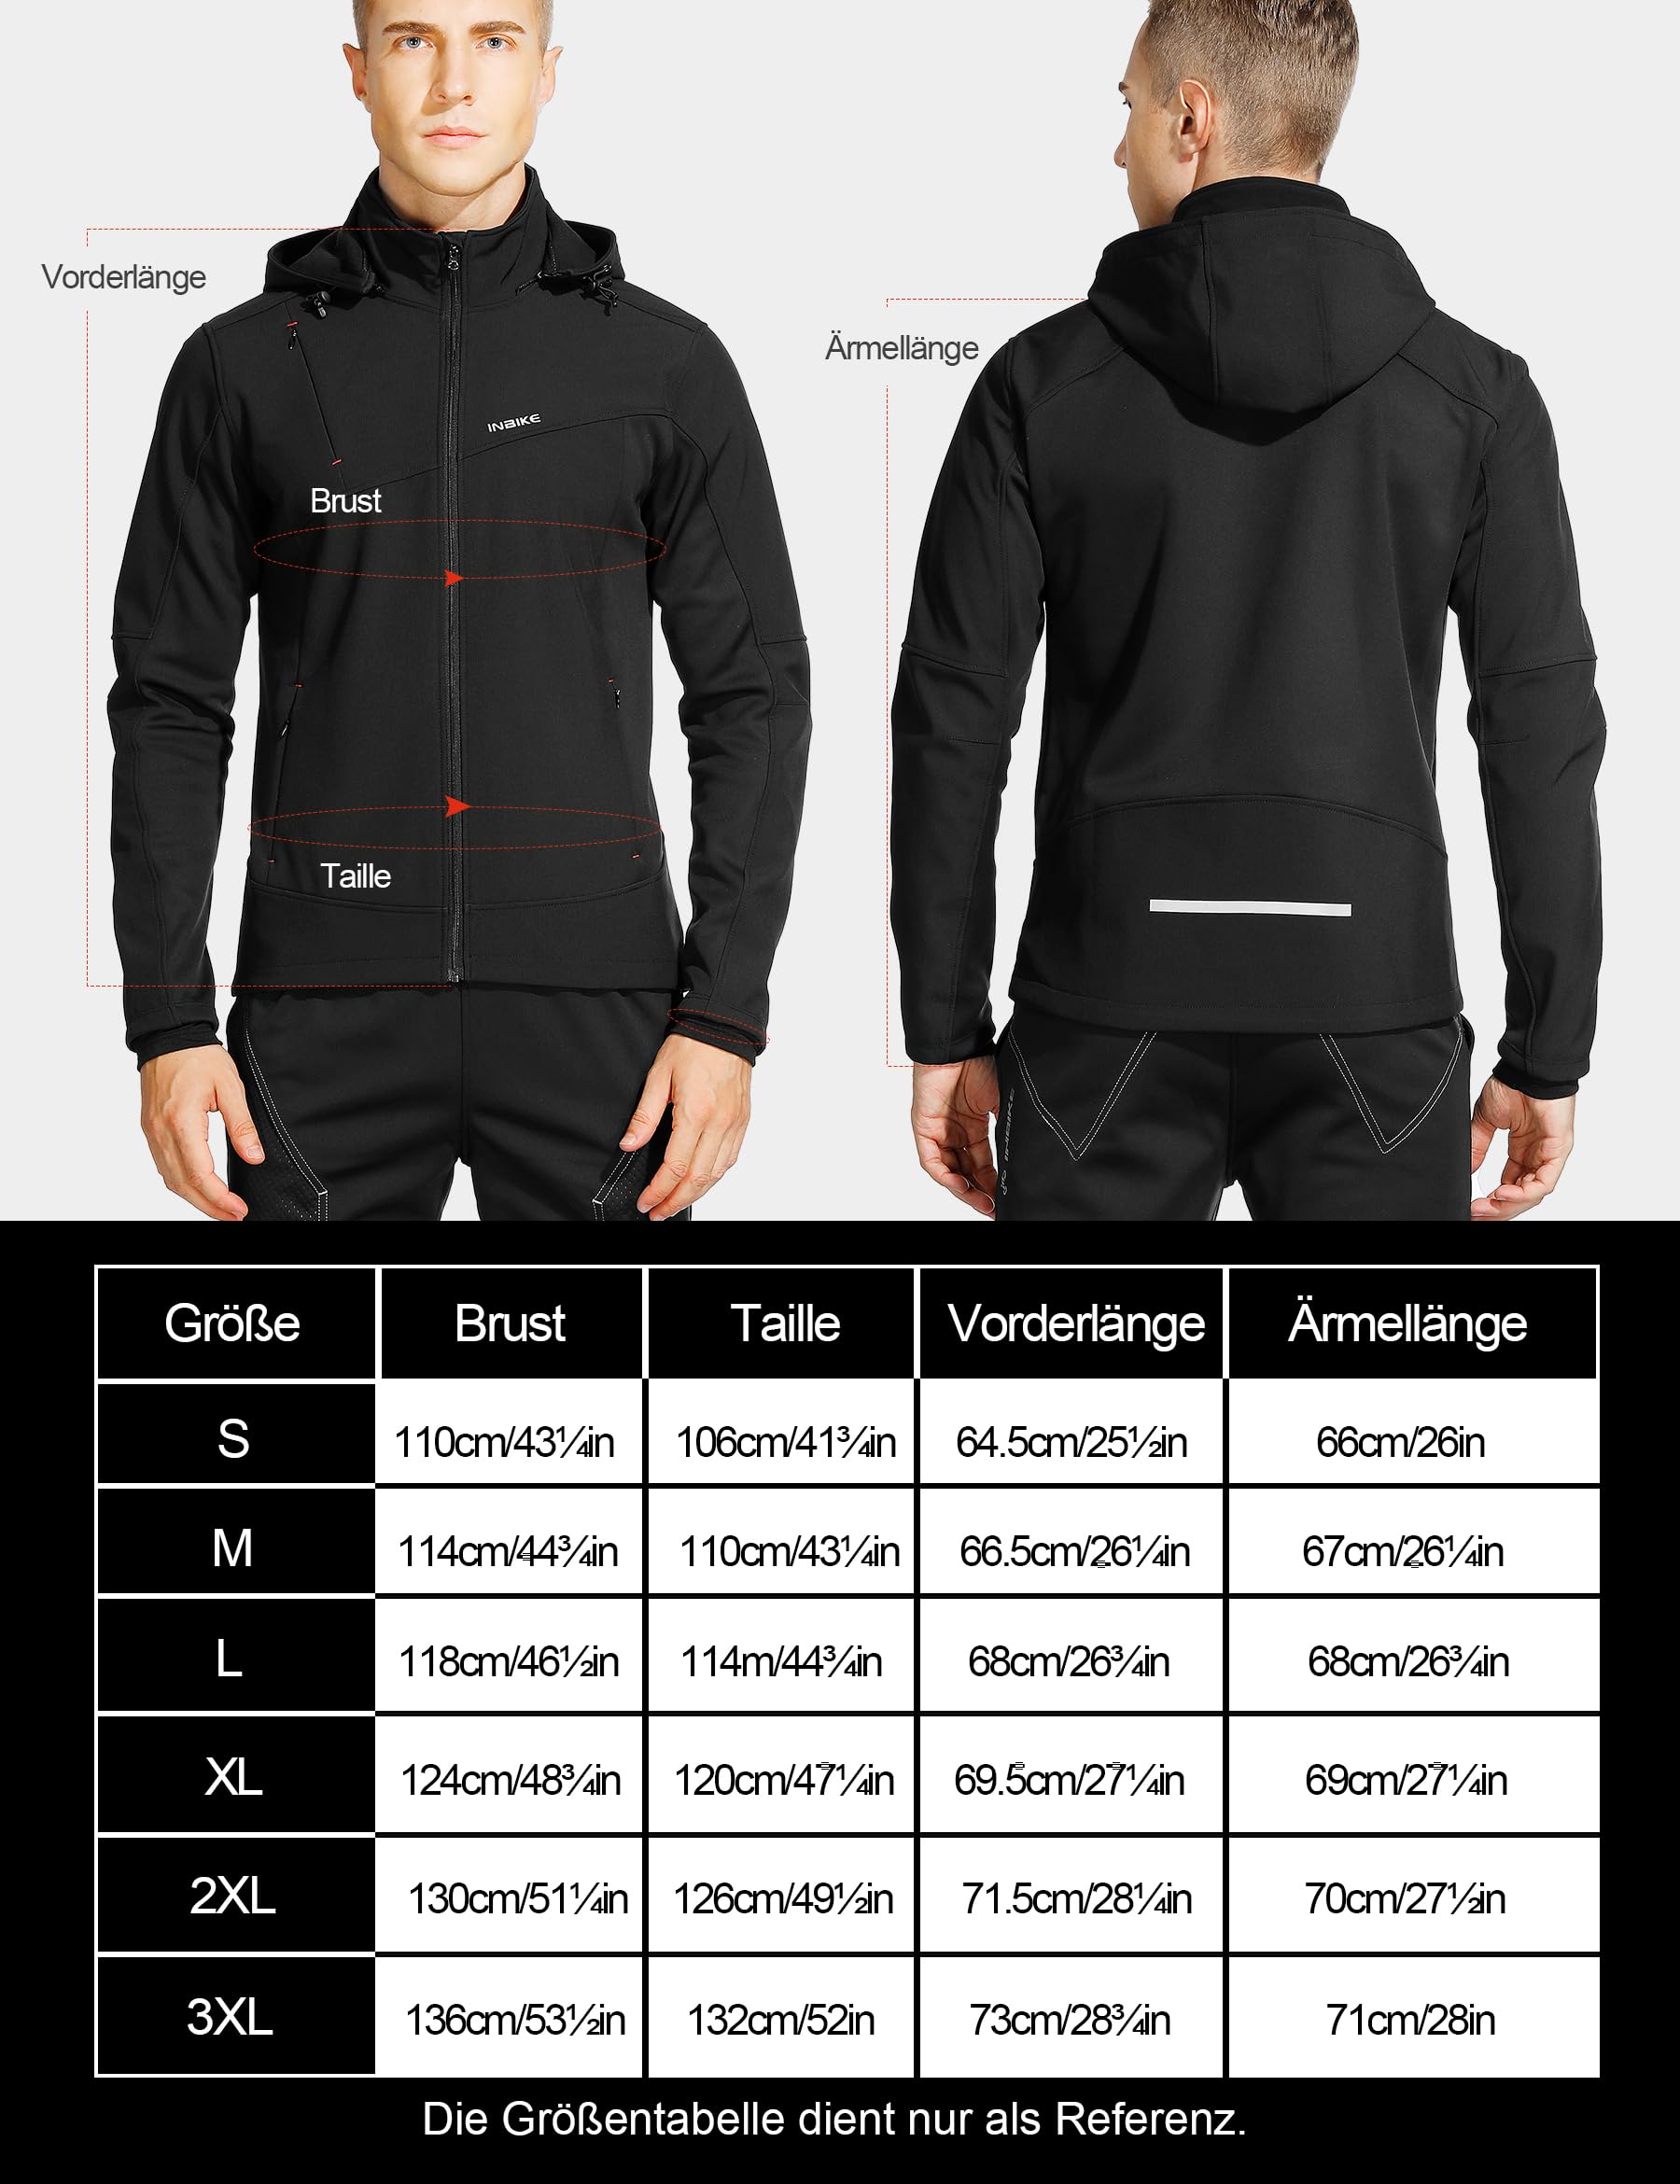 Vorderlänge
Ärmellänge
INBIKE
Brust
Taille
INBIKE
Größe Brust Taille Vorderlänge Ärmellänge
S 110cm/43¼in 106cm/41¾in 64.5cm/25½in 66cm/26in
M 114cm/44¾in 110cm/43¼in 66.5cm/26¼in 67cm/26¼in
L 118cm/46½in 114m/44¾in 68cm/26¾in 68cm/26¾in
XL 124cm/48¾in 120cm/47¼in 69.5cm/27¼in 69cm/27¼in
2XL 130cm/51¼in 126cm/49½in 71.5cm/28¼in 70cm/27½in
3XL 136cm/53½in 132cm/52in 73cm/28¾in 71cm/28in
Die Größentabelle dient nur als Referenz.